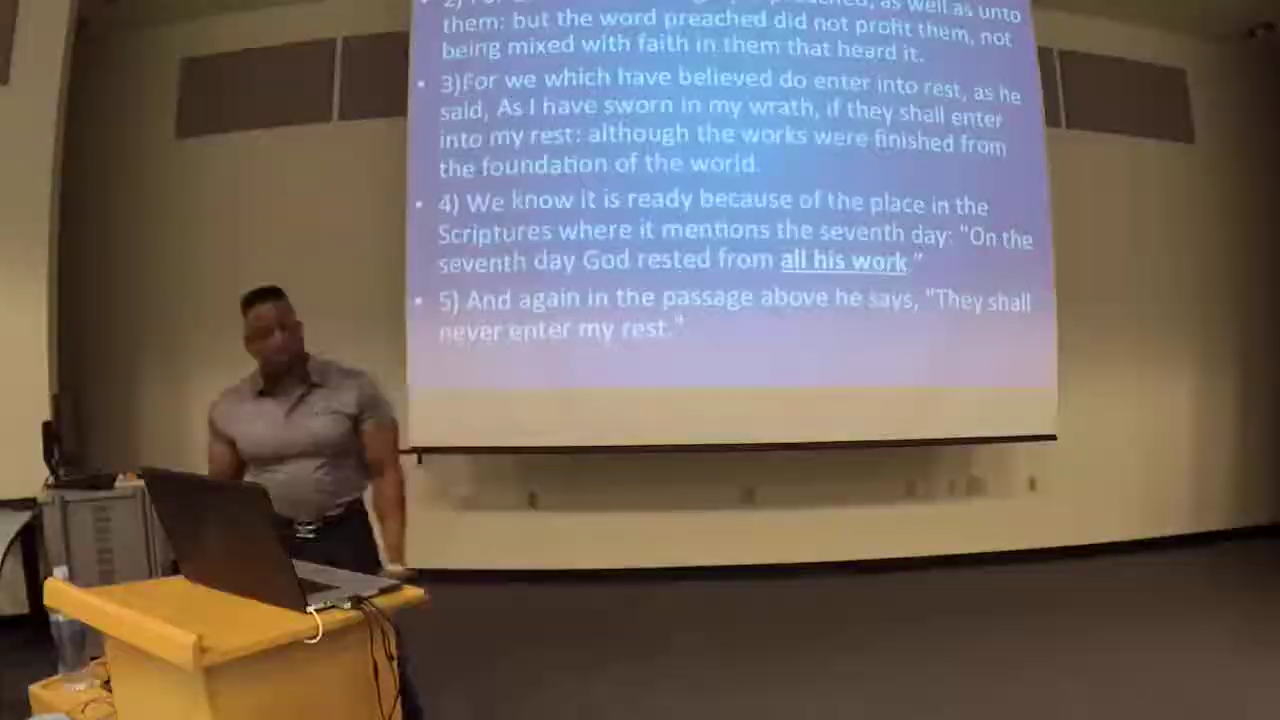 preached, as well as unto
them: but the word preached did not profit them, not
being mixed with faith in them that heard it.
• 3)For we which have believed do enter into rest, as he
said, As I have sworn in my wrath, if they shall enter
into my rest: although the works were finished from
the foundation of the world.
• 4) We know it is ready because of the place in the
Scriptures where it mentions the seventh day: "On the
seventh day God rested from all his work."
• 5) And again in the passage above he says, "They shall
never enter my rest."